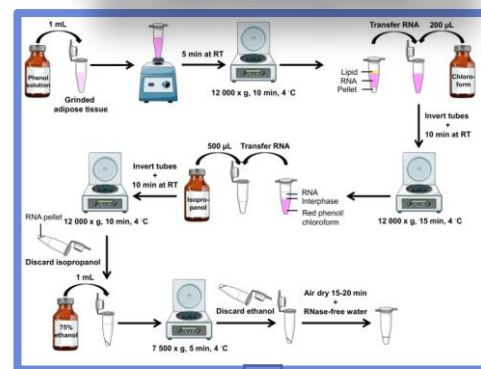 1 mL
Phenol
solution
Grinded
adipose tissue
5 min at RT
12 000 x g, 10 min, 4 °C
Transfer RNA
200 µL
Lipid
RNA
Pellet
Chloro-
form
Invert tubes
+
10 min at RT
12 000 x g, 15 min, 4 °C
RNA
Interphase
Red phenol/
chloroform
Transfer RNA
500 µL
Isopro-
panol
Invert tubes
+
10 min at RT
12 000 x g, 10 min, 4 °C
RNA pellet
Discard isopropanol
1 mL
75%
ethanol
7 500 x g, 5 min, 4 °C
Discard ethanol
Air dry 15-20 min
+
RNase-free water